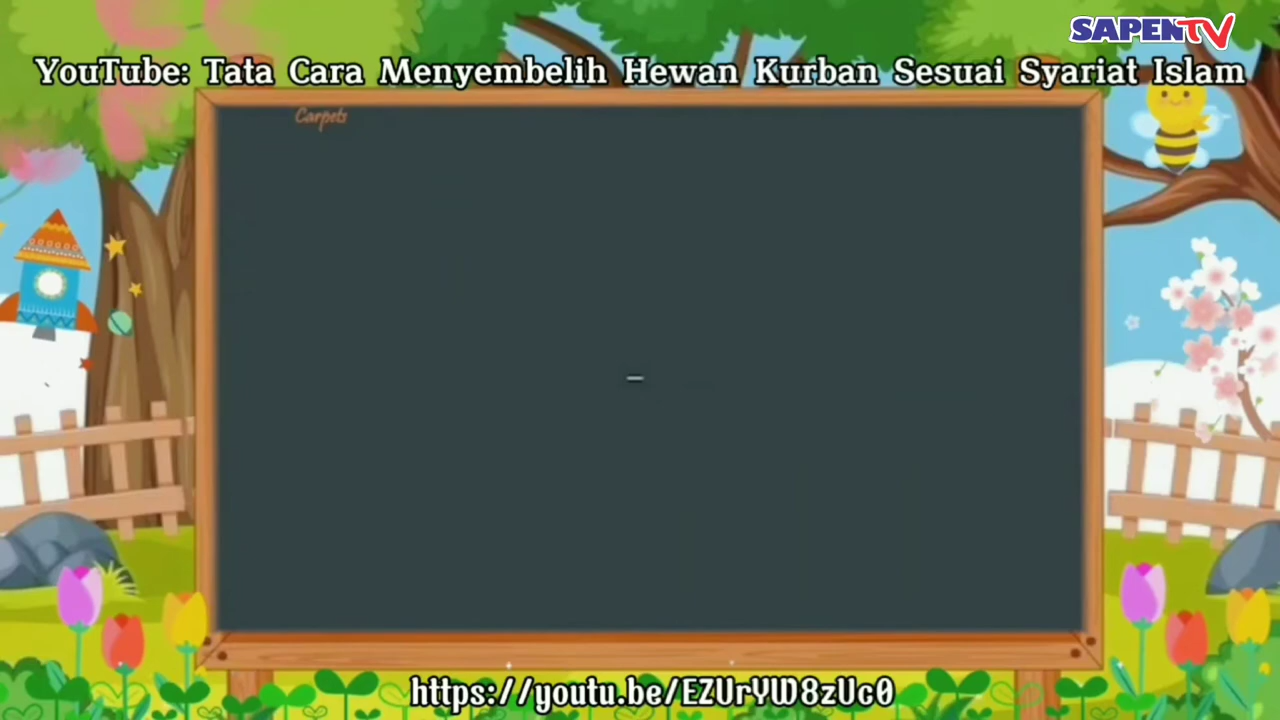 SAPENTV
YouTube: Tata Cara Menyembelih Hewan Kurban Sesuai Syariat Islam
Carpets
https://youtu.be/EZUrYW8zUc0